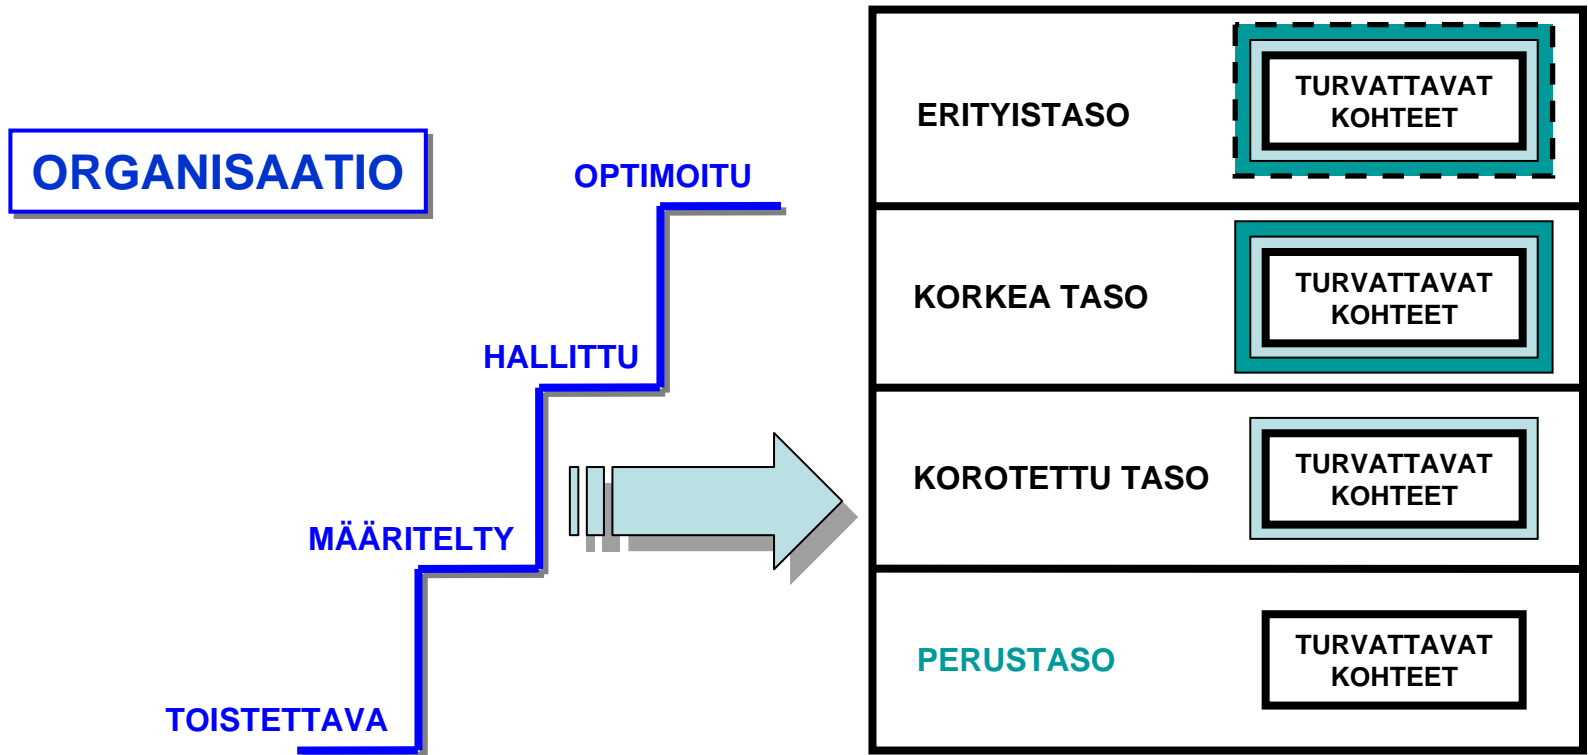 ORGANISAATIO
OPTIMOITU
HALLITTU
MÄÄRITELTY
TOISTETTAVA
ERITYISTASO
TURVATTAVAT
KOHTEET
KORKEA TASO
TURVATTAVAT
KOHTEET
KOROTETTU TASO
TURVATTAVAT
KOHTEET
PERUSTASO
TURVATTAVAT
KOHTEET